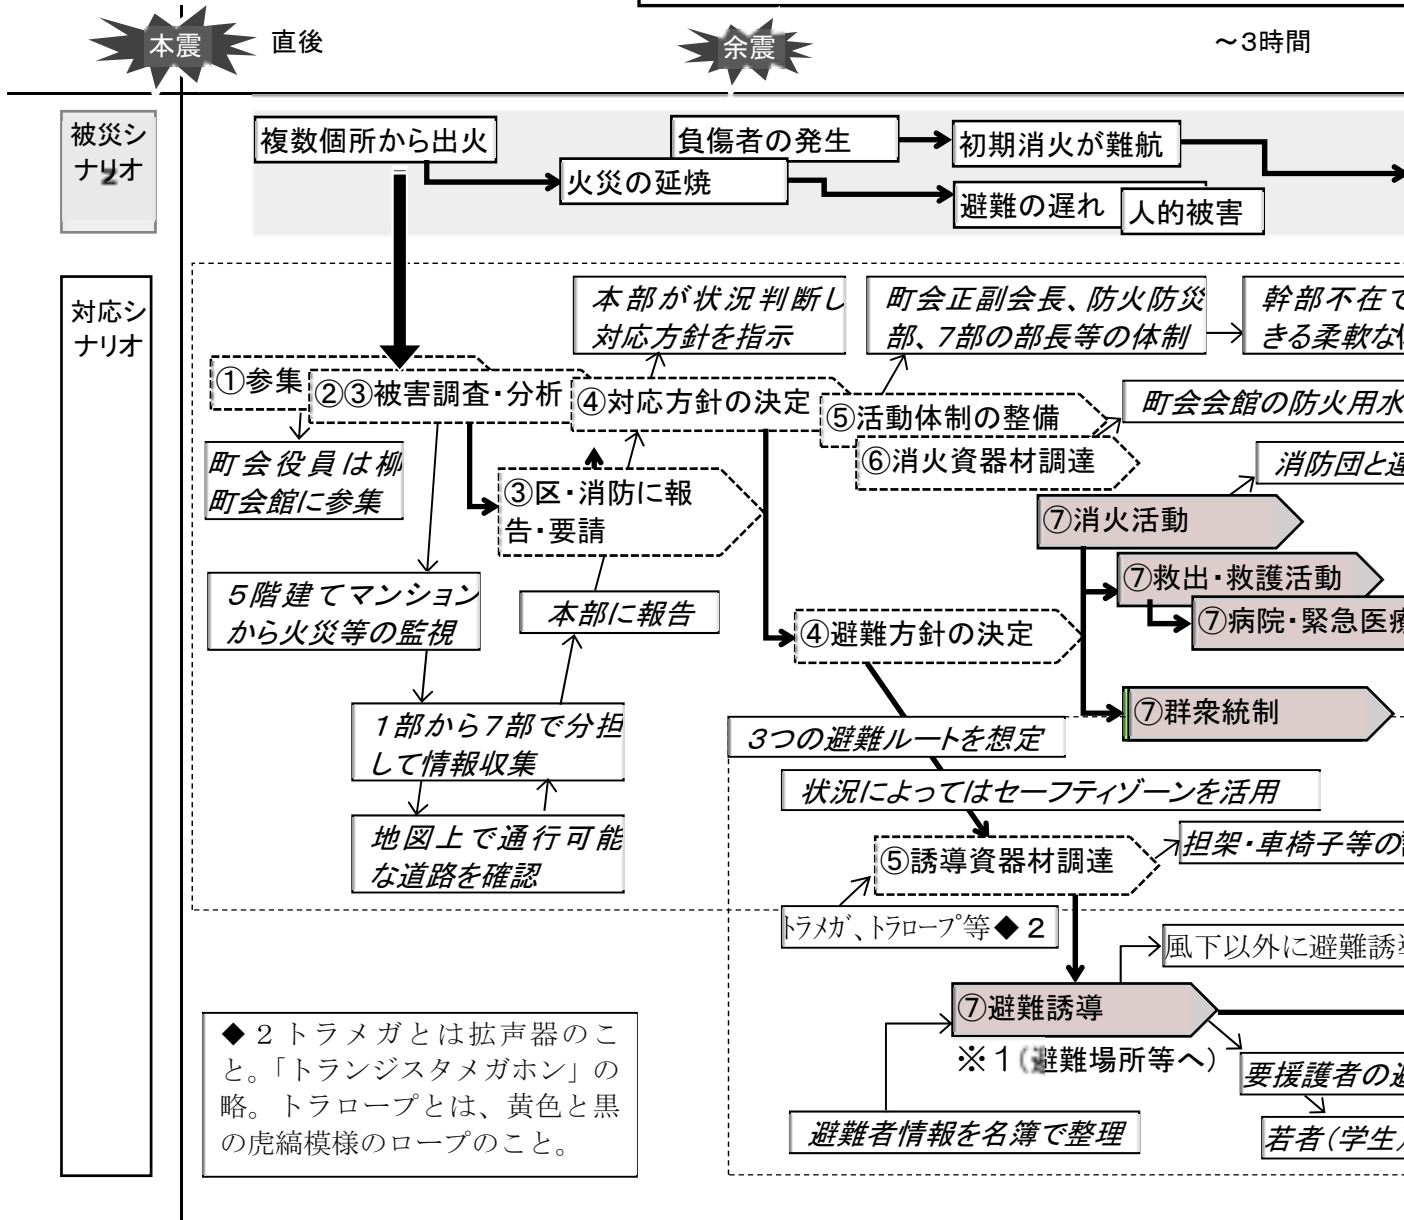 本震
直後
余震
～3時間
被災シ
ナリオ
複数個所から出火
負傷者の発生
初期消火が難航
火災の延焼
避難の遅れ
人的被害
対応シ
ナリオ
本部が状況判断し
対応方針を指示
町会正副会長、防火防災
部、7部の部長等の体制
幹部不在で
きる柔軟な
①参集
②③被害調査・分析
④対応方針の決定
⑤活動体制の整備
⑥消火資器材調達
町会会館の防火用水
町会役員は柳
町会館に参集
③区・消防に報
告・要請
消防団と連
⑦消火活動
⑦救出・救護活動
⑦病院・緊急医療
5階建てマンション
から火災等の監視
本部に報告
④避難方針の決定
⑦群衆統制
1部から7部で分担
して情報収集
3つの避難ルートを想定
状況によってはセーフティゾーンを活用
地図上で通行可能
な道路を確認
⑤誘導資器材調達
担架・車椅子等の
トラメガ、トラロープ等◆2
風下以外に避難誘導
⑦避難誘導
※1（避難場所等へ）
◆２トラメガとは拡声器のこ
と。「トランジスタメガホン」の
略。トラロープとは、黄色と黒
の虎縞模様のロープのこと。
要援護者の避
避難者情報を名簿で整理
若者（学生）